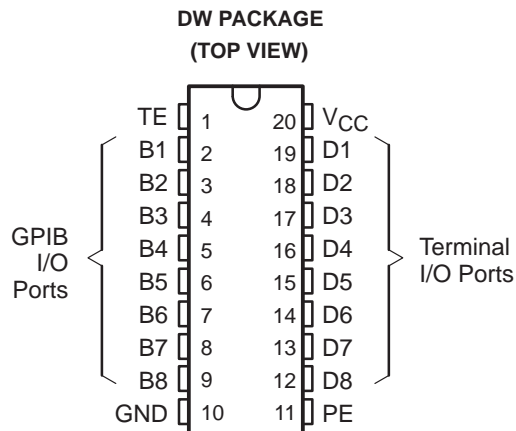 DW PACKAGE
(TOP VIEW)
TE 1 20 VCC
B1 2 19 D1
B2 3 18 D2
B3 4 17 D3
B4 5 16 D4
B5 6 15 D5
B6 7 14 D6
B7 8 13 D7
B8 9 12 D8
GND 10 11 PE
GPIB
I/O
Ports
Terminal
I/O Ports